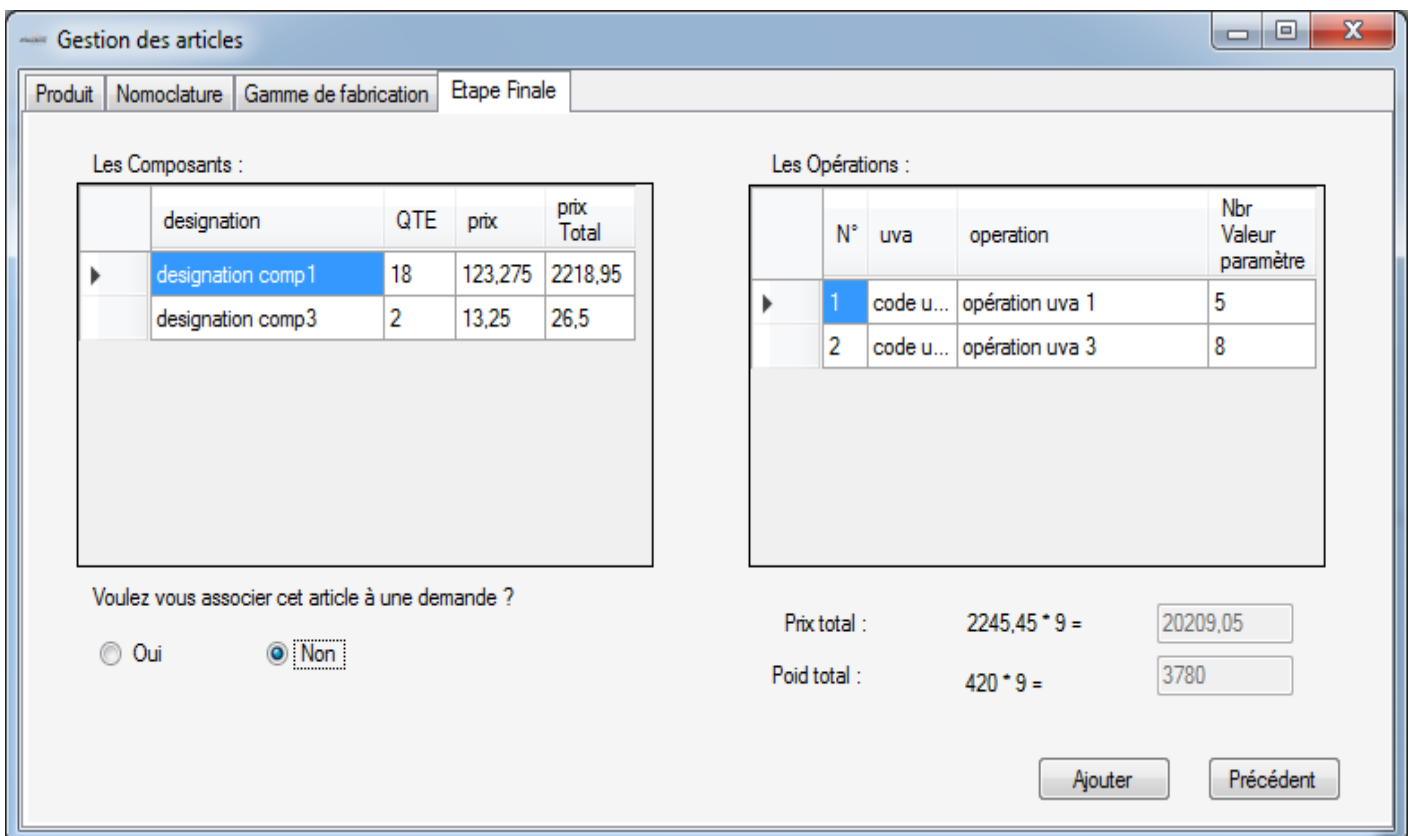 Gestion des articles
Produit Nomoclature Gamme de fabrication Etape Finale
Les Composants :
designation QTE prix prix Total
designation comp1 18 123,275 2218,95
designation comp3 2 13,25 26,5
Les Opérations :
N° uva operation Nbr Valeur paramètre
1 code u... opération uva 1 5
2 code u... opération uva 3 8
Voulez vous associer cet article à une demande ?
Oui Non
Prix total : 2245,45 * 9 = 20209,05
Poid total : 420 * 9 = 3780
Ajouter Précédent